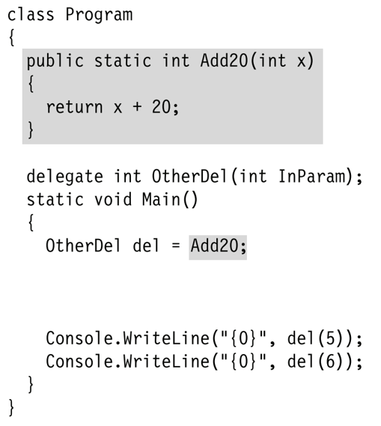 class Program
{
public static int Add20(int x)
{
return x + 20;
}
delegate int OtherDel(int InParam);
static void Main()
{
OtherDel del = Add20;
Console.WriteLine("{0}", del(5));
Console.WriteLine("{0}", del(6));
}
}